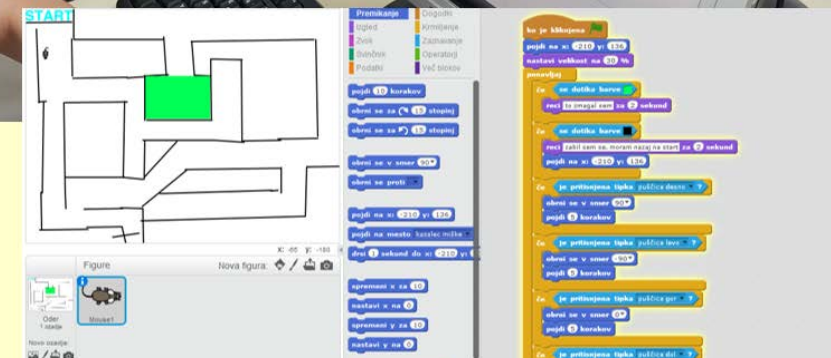 START
X: -65 Y: -180
Figure
Nova figura:
Oder
1 ozadje
Mouse1
Novo ozadje
Premikanje
Izgled
Zvok
Svinčnik
Podatki
Dogodki
Krmiljenje
Zaznavanje
Operatorji
Več blokov
pojdi 10 korakov
obrni se za 15 stopinj
obrni se za 15 stopinj
obrni se v smer 90
obrni se proti
pojdi na x: -210 y: 136
pojdi na mesto kazalec miške
drsi 1 sekund do x: -210 y:
spremeni x za 10
nastavi x na 0
spremeni y za 10
nastavi y na 0
ko je kliknjena
pojdi na x: -210 y: 136
nastavi velikost na 30 %
ponavljaj
če se dotika barve
reci to zmagal sem za 2 sekund
če se dotika barve
reci zabil sem se, moram nazaj na start za 2 sekund
pojdi na x: -210 y: 136
če je pritisnjena tipka puščica desno ?
obrni se v smer 90
pojdi 5 korakov
če je pritisnjena tipka puščica levo ?
obrni se v smer -90
pojdi 5 korakov
če je pritisnjena tipka puščica gor ?
obrni se v smer 0
pojdi 5 korakov
če je pritisnjena tipka puščica dol ?